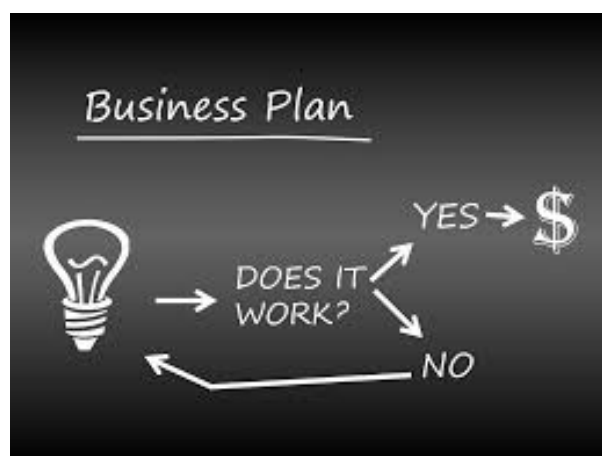 Business Plan
YES
$
DOES IT
WORK?
NO